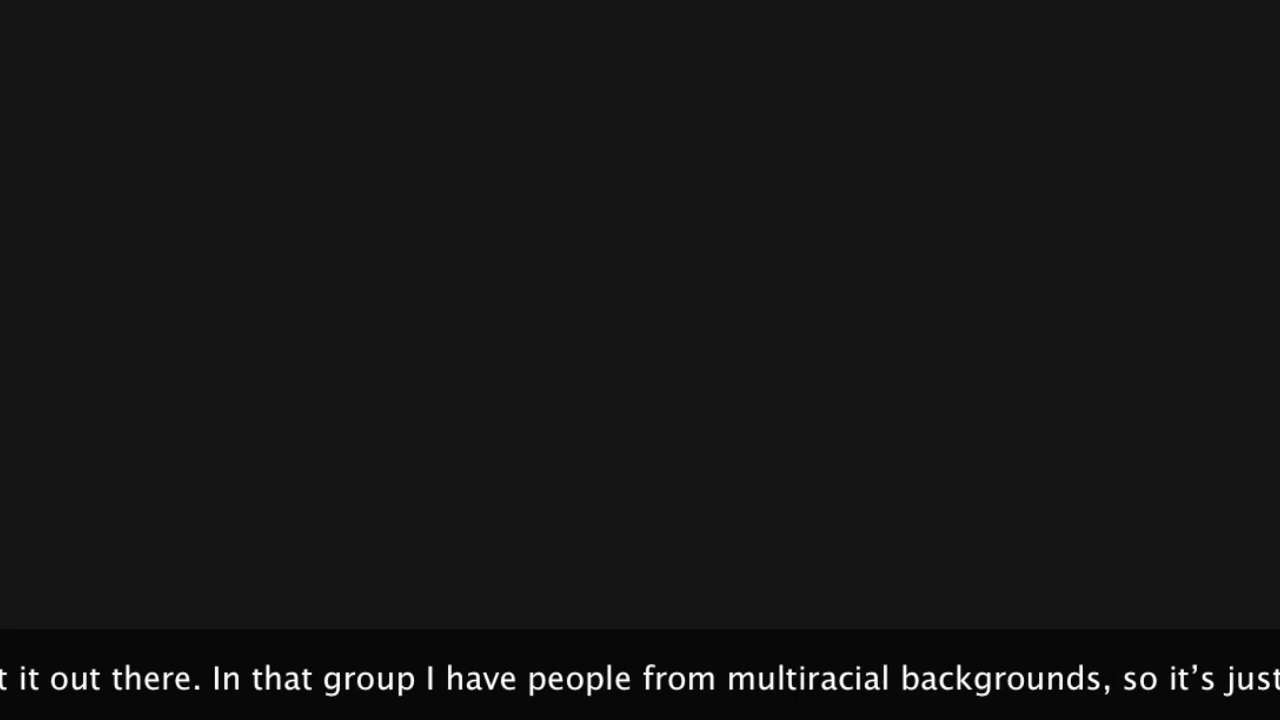 t it out there. In that group I have people from multiracial backgrounds, so it’s just